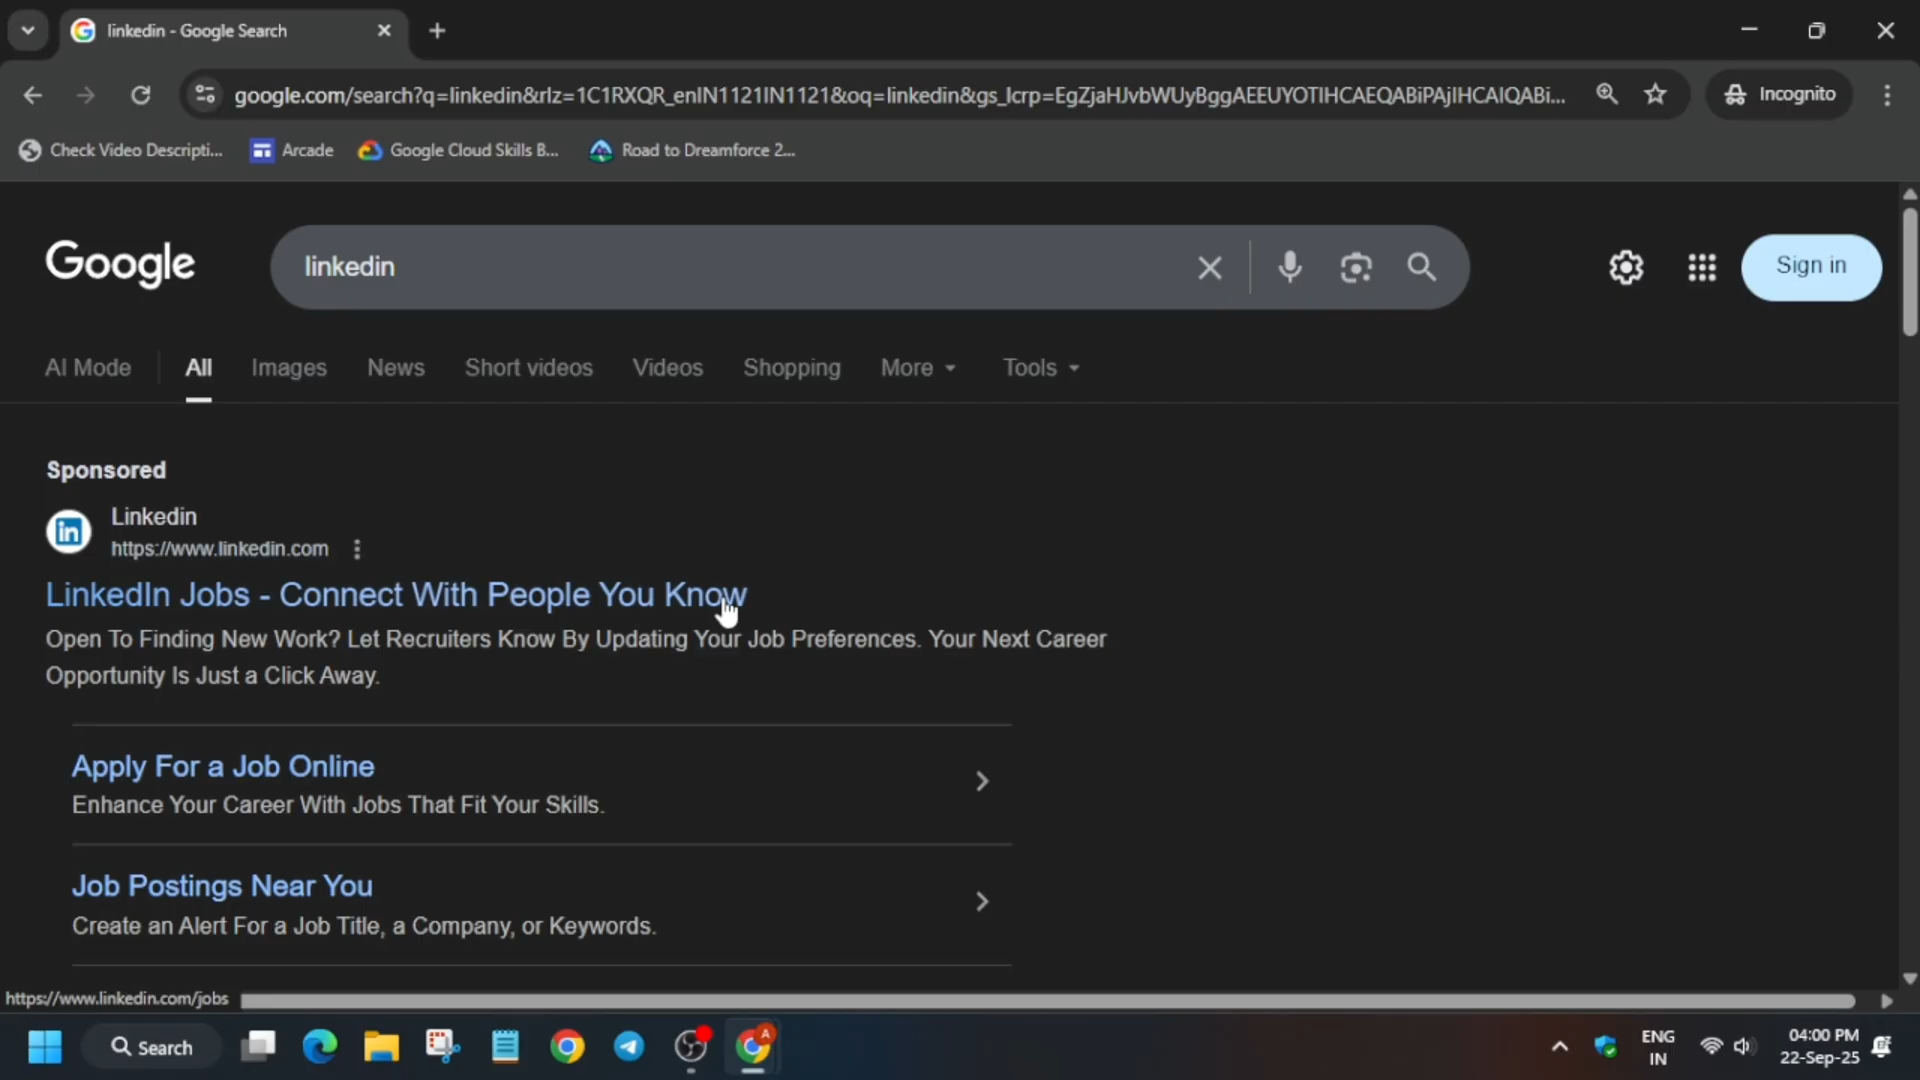 linkedin - Google Search
google.com/search?q=linkedin&rlz=1C1RXQR_enIN1121IN1121&oq=linkedin&gs_lcrp=EgZjaHJvbWUyBggAEEUYOTIHCAEQABiPAjIHCAIQABi...
Incognito
Check Video Descripti... Arcade Google Cloud Skills B... Road to Dreamforce 2...
Google linkedin Sign in
AI Mode All Images News Short videos Videos Shopping More Tools
Sponsored
Linkedin
https://www.linkedin.com
LinkedIn Jobs - Connect With People You Know
Open To Finding New Work? Let Recruiters Know By Updating Your Job Preferences. Your Next Career
Opportunity Is Just a Click Away.
Apply For a Job Online
Enhance Your Career With Jobs That Fit Your Skills.
Job Postings Near You
Create an Alert For a Job Title, a Company, or Keywords.
https://www.linkedin.com/jobs
Search
ENG
IN
04:00 PM
22-Sep-25